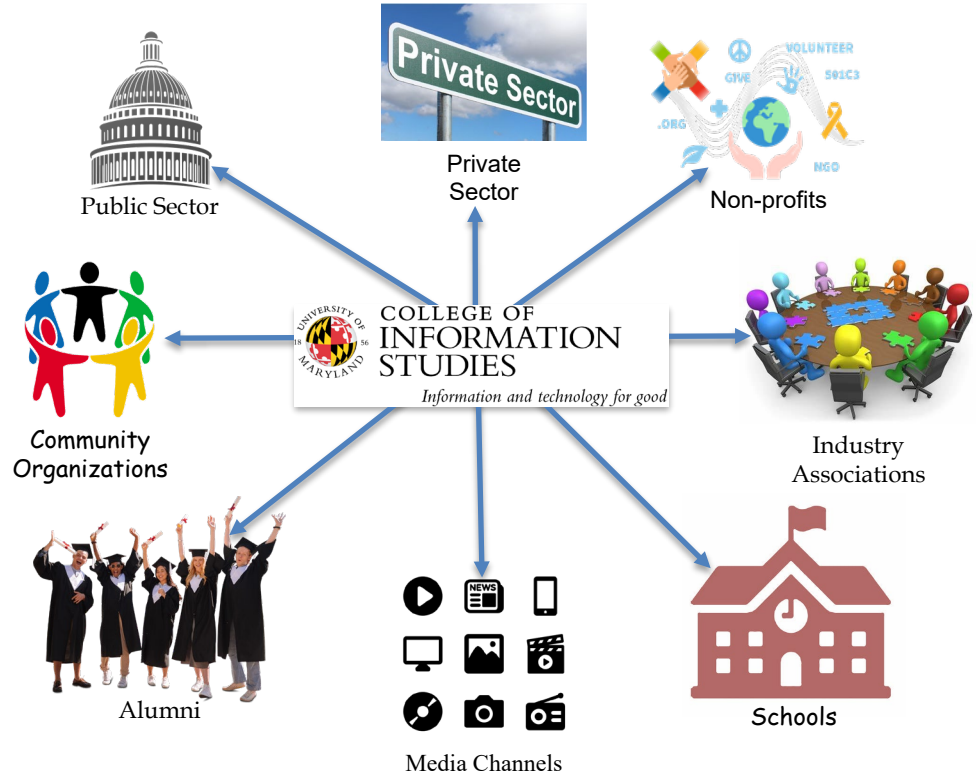 Private Sector
VOLUNTEER
GIVE
501C3
.ORG
NGO
Public Sector
Private
Sector
Non-profits
UNIVERSITY OF
18 56
MARYLAND
COLLEGE OF
INFORMATION
STUDIES
Information and technology for good
Community
Organizations
Industry
Associations
Alumni
NEWS
Media Channels
Schools